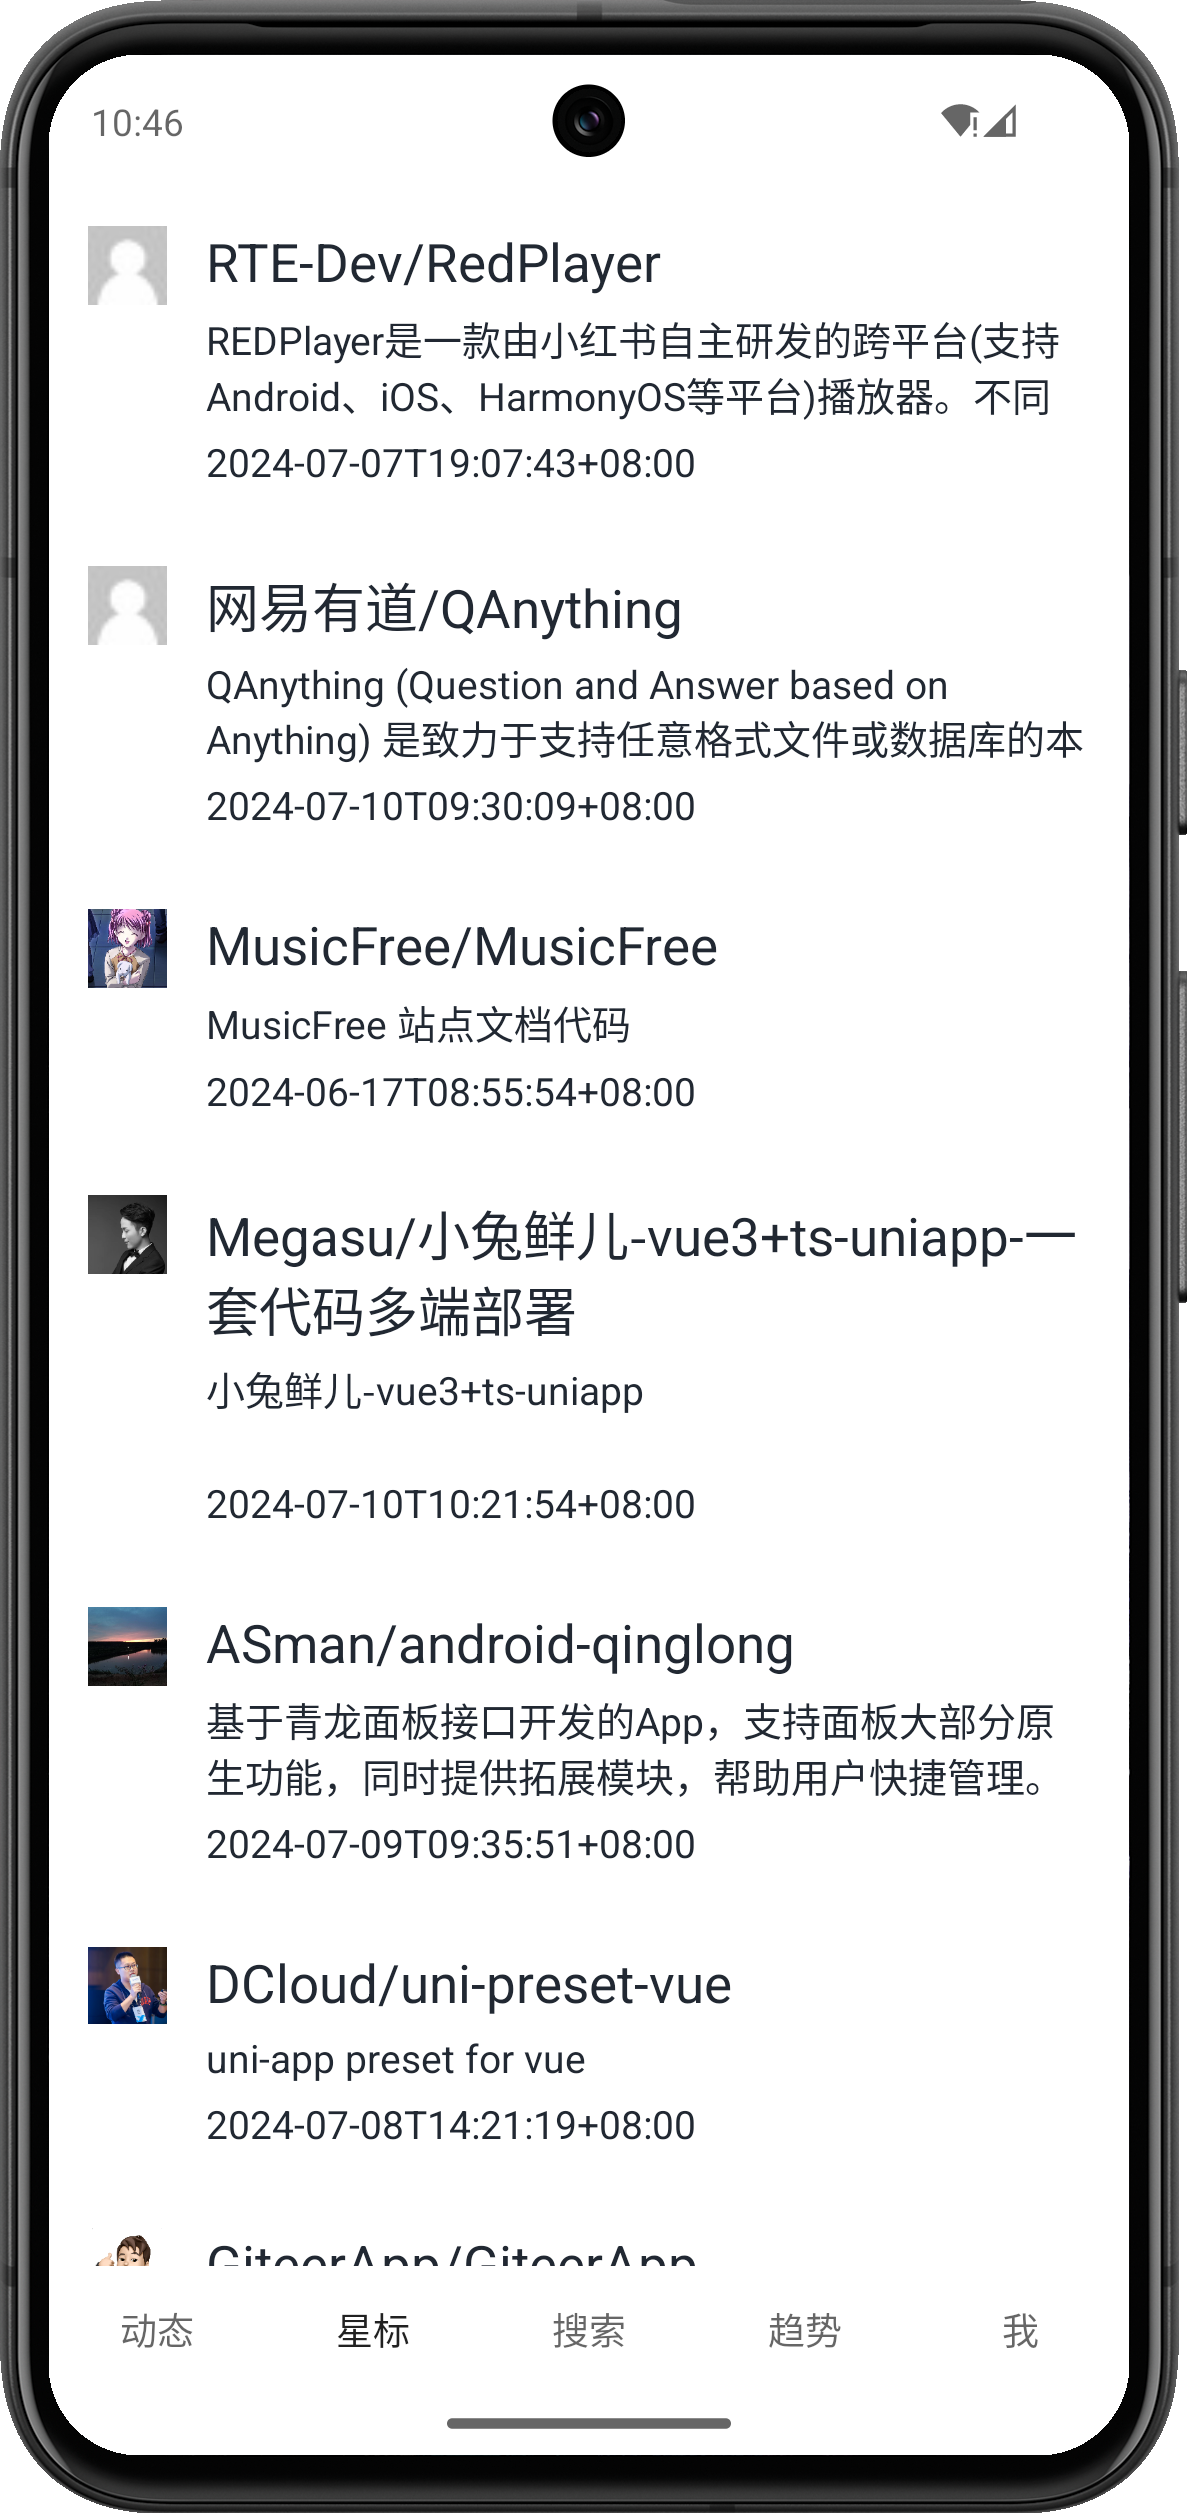 10:46
RTE-Dev/RedPlayer
REDPlayer是一款由小红书自主研发的跨平台(支持
Android、iOS、HarmonyOS等平台)播放器。不同
2024-07-07T19:07:43+08:00
网易有道/QAnything
QAnything (Question and Answer based on
Anything) 是致力于支持任意格式文件或数据库的本
2024-07-10T09:30:09+08:00
MusicFree/MusicFree
MusicFree 站点文档代码
2024-06-17T08:55:54+08:00
Megasu/小兔鲜儿-vue3+ts-uniapp-一
套代码多端部署
小兔鲜儿-vue3+ts-uniapp
2024-07-10T10:21:54+08:00
ASman/android-qinglong
基于青龙面板接口开发的App，支持面板大部分原
生功能，同时提供拓展模块，帮助用户快捷管理。
2024-07-09T09:35:51+08:00
DCloud/uni-preset-vue
uni-app preset for vue
2024-07-08T14:21:19+08:00
GiteerApp/GiteerApp
动态
星标
搜索
趋势
我